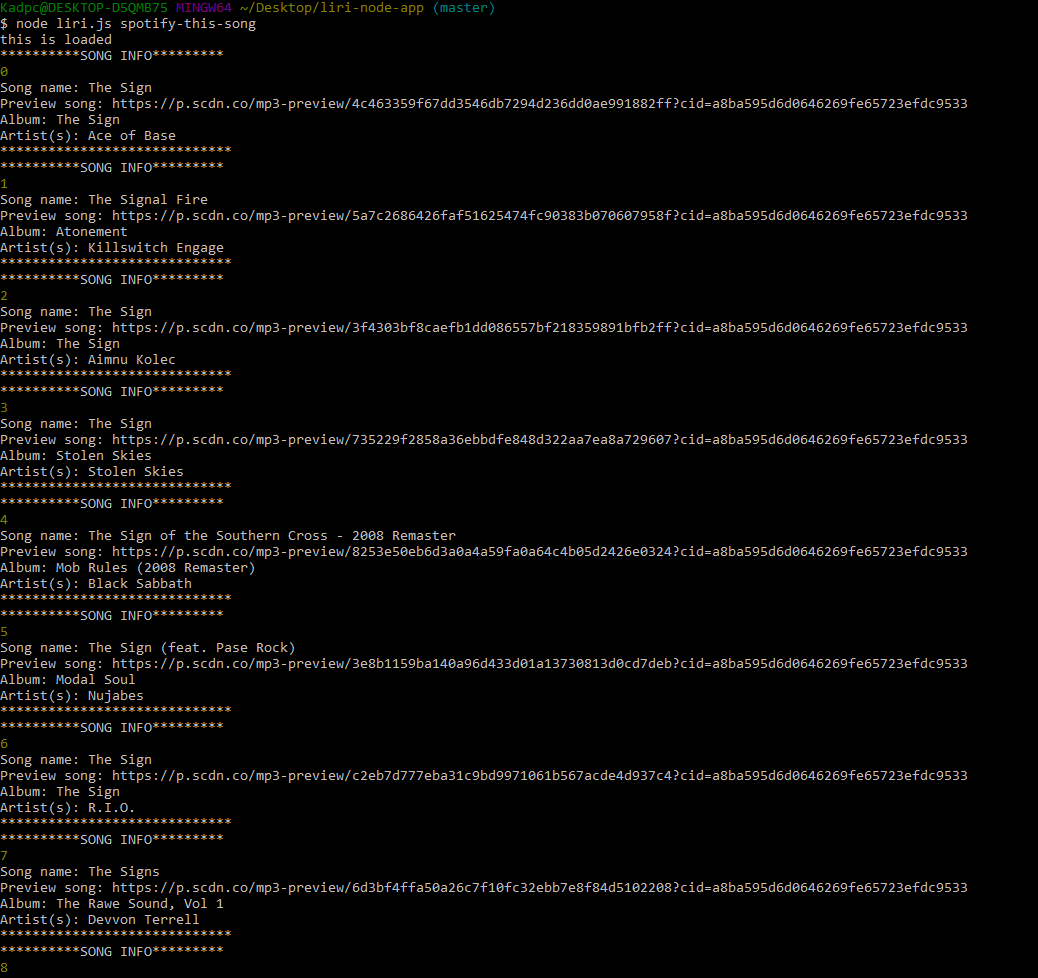 Kadpc@DESKTOP-D5QMB75 MINGW64 ~/Desktop/liri-node-app (master)
$ node liri.js spotify-this-song
this is loaded
**********SONG INFO*********
0
Song name: The Sign
Preview song: https://p.scdn.co/mp3-preview/4c463359f67dd3546db7294d236dd0ae991882ff?cid=a8ba595d6d0646269fe65723efdc9533
Album: The Sign
Artist(s): Ace of Base
*****************************
**********SONG INFO*********
1
Song name: The Signal Fire
Preview song: https://p.scdn.co/mp3-preview/5a7c2686426faf51625474fc90383b070607958f?cid=a8ba595d6d0646269fe65723efdc9533
Album: Atonement
Artist(s): Killswitch Engage
*****************************
**********SONG INFO*********
2
Song name: The Sign
Preview song: https://p.scdn.co/mp3-preview/3f4303bf8caefb1dd086557bf218359891bfb2ff?cid=a8ba595d6d0646269fe65723efdc9533
Album: The Sign
Artist(s): Aimnu Kolec
*****************************
**********SONG INFO*********
3
Song name: The Sign
Preview song: https://p.scdn.co/mp3-preview/735229f2858a36ebbdfe848d322aa7ea8a729607?cid=a8ba595d6d0646269fe65723efdc9533
Album: Stolen Skies
Artist(s): Stolen Skies
*****************************
**********SONG INFO*********
4
Song name: The Sign of the Southern Cross - 2008 Remaster
Preview song: https://p.scdn.co/mp3-preview/8253e50eb6d3a0a4a59fa0a64c4b05d2426e0324?cid=a8ba595d6d0646269fe65723efdc9533
Album: Mob Rules (2008 Remaster)
Artist(s): Black Sabbath
*****************************
**********SONG INFO*********
5
Song name: The Sign (feat. Pase Rock)
Preview song: https://p.scdn.co/mp3-preview/3e8b1159ba140a96d433d01a13730813d0cd7deb?cid=a8ba595d6d0646269fe65723efdc9533
Album: Modal Soul
Artist(s): Nujabes
*****************************
**********SONG INFO*********
6
Song name: The Sign
Preview song: https://p.scdn.co/mp3-preview/c2eb7d777eba31c9bd9971061b567acde4d937c4?cid=a8ba595d6d0646269fe65723efdc9533
Album: The Sign
Artist(s): R.I.O.
*****************************
**********SONG INFO*********
7
Song name: The Signs
Preview song: https://p.scdn.co/mp3-preview/6d3bf4ffa50a26c7f10fc32ebb7e8f84d5102208?cid=a8ba595d6d0646269fe65723efdc9533
Album: The Rawe Sound, Vol 1
Artist(s): Devvon Terrell
*****************************
**********SONG INFO*********
8